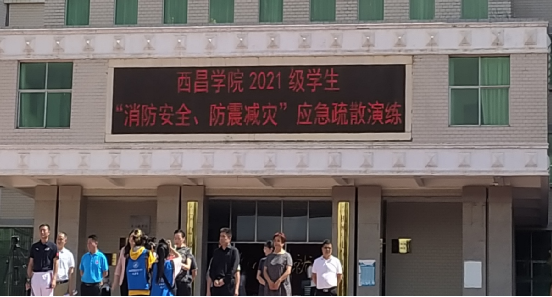 西昌学院 2021 级学生
“消防安全、防震减灾”应急疏散演练